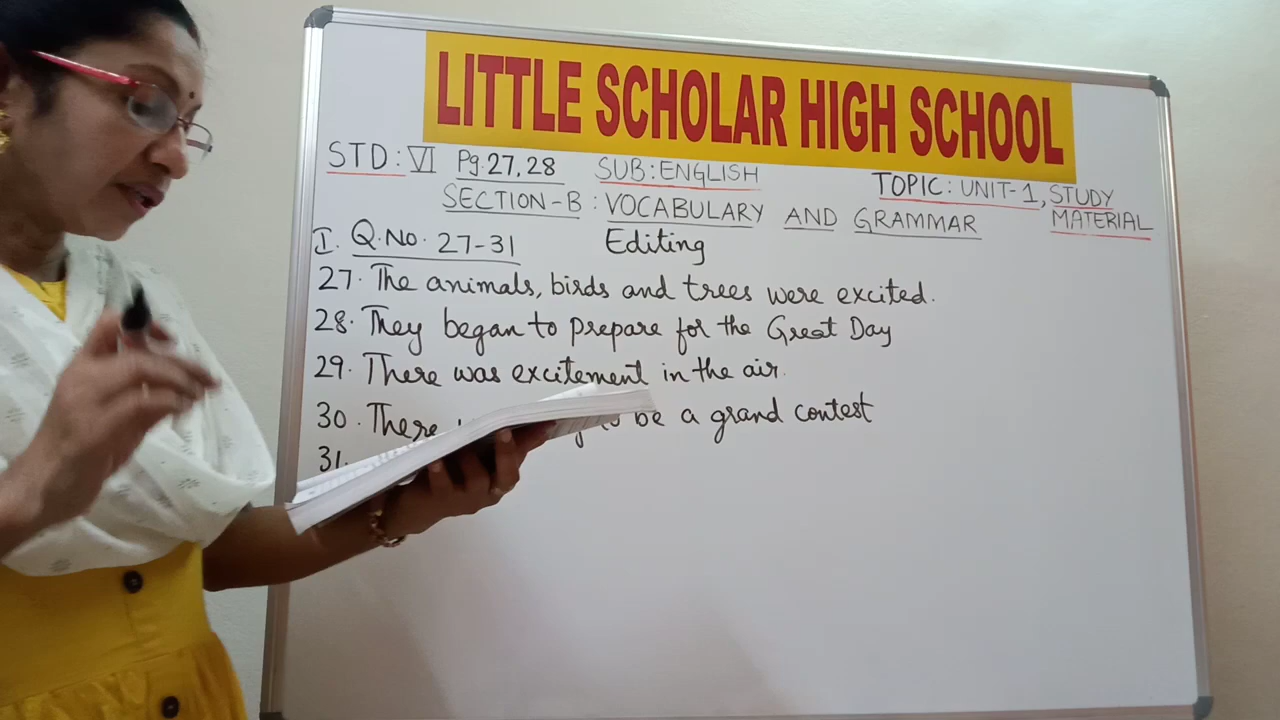 LITTLE SCHOLAR HIGH SCHOOL
STD: VI Pg. 27, 28 SUB: ENGLISH TOPIC: UNIT-1, STUDY MATERIAL
SECTION-B: VOCABULARY AND GRAMMAR
I. Q. No. 27-31 Editing
27. The animals, birds and trees were excited.
28. They began to prepare for the Great Day
29. There was excitement in the air.
30. There to be a grand contest
31.